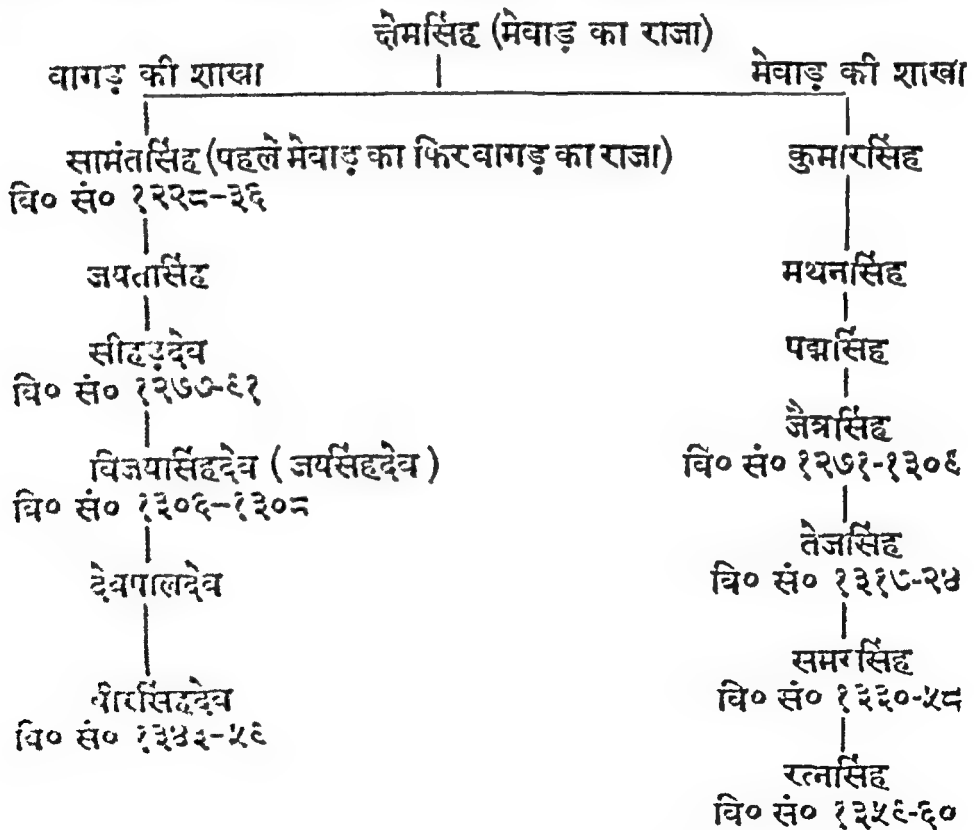 क्षेमसिंह (मेवाड़ का राजा)
वागड़ की शाखा
मेवाड़ की शाखा
सामंतसिंह (पहले मेवाड़ का फिर वागड़ का राजा)
वि० सं० १२२८-३६
जयतसिंह
सीहड़देव
वि० सं० १२७७-९१
विजयसिंहदेव (जयसिंहदेव)
वि० सं० १३०६-१३०८
देवपालदेव
वीरसिंहदेव
वि० सं० १३४३-५९
कुमारसिंह
मथनसिंह
पद्मसिंह
जैत्रसिंह
वि० सं० १२७१-१३०९
तेजसिंह
वि० सं० १३१७-२४
समरसिंह
वि० सं० १३३०-५८
रत्नसिंह
वि० सं० १३५९-६०